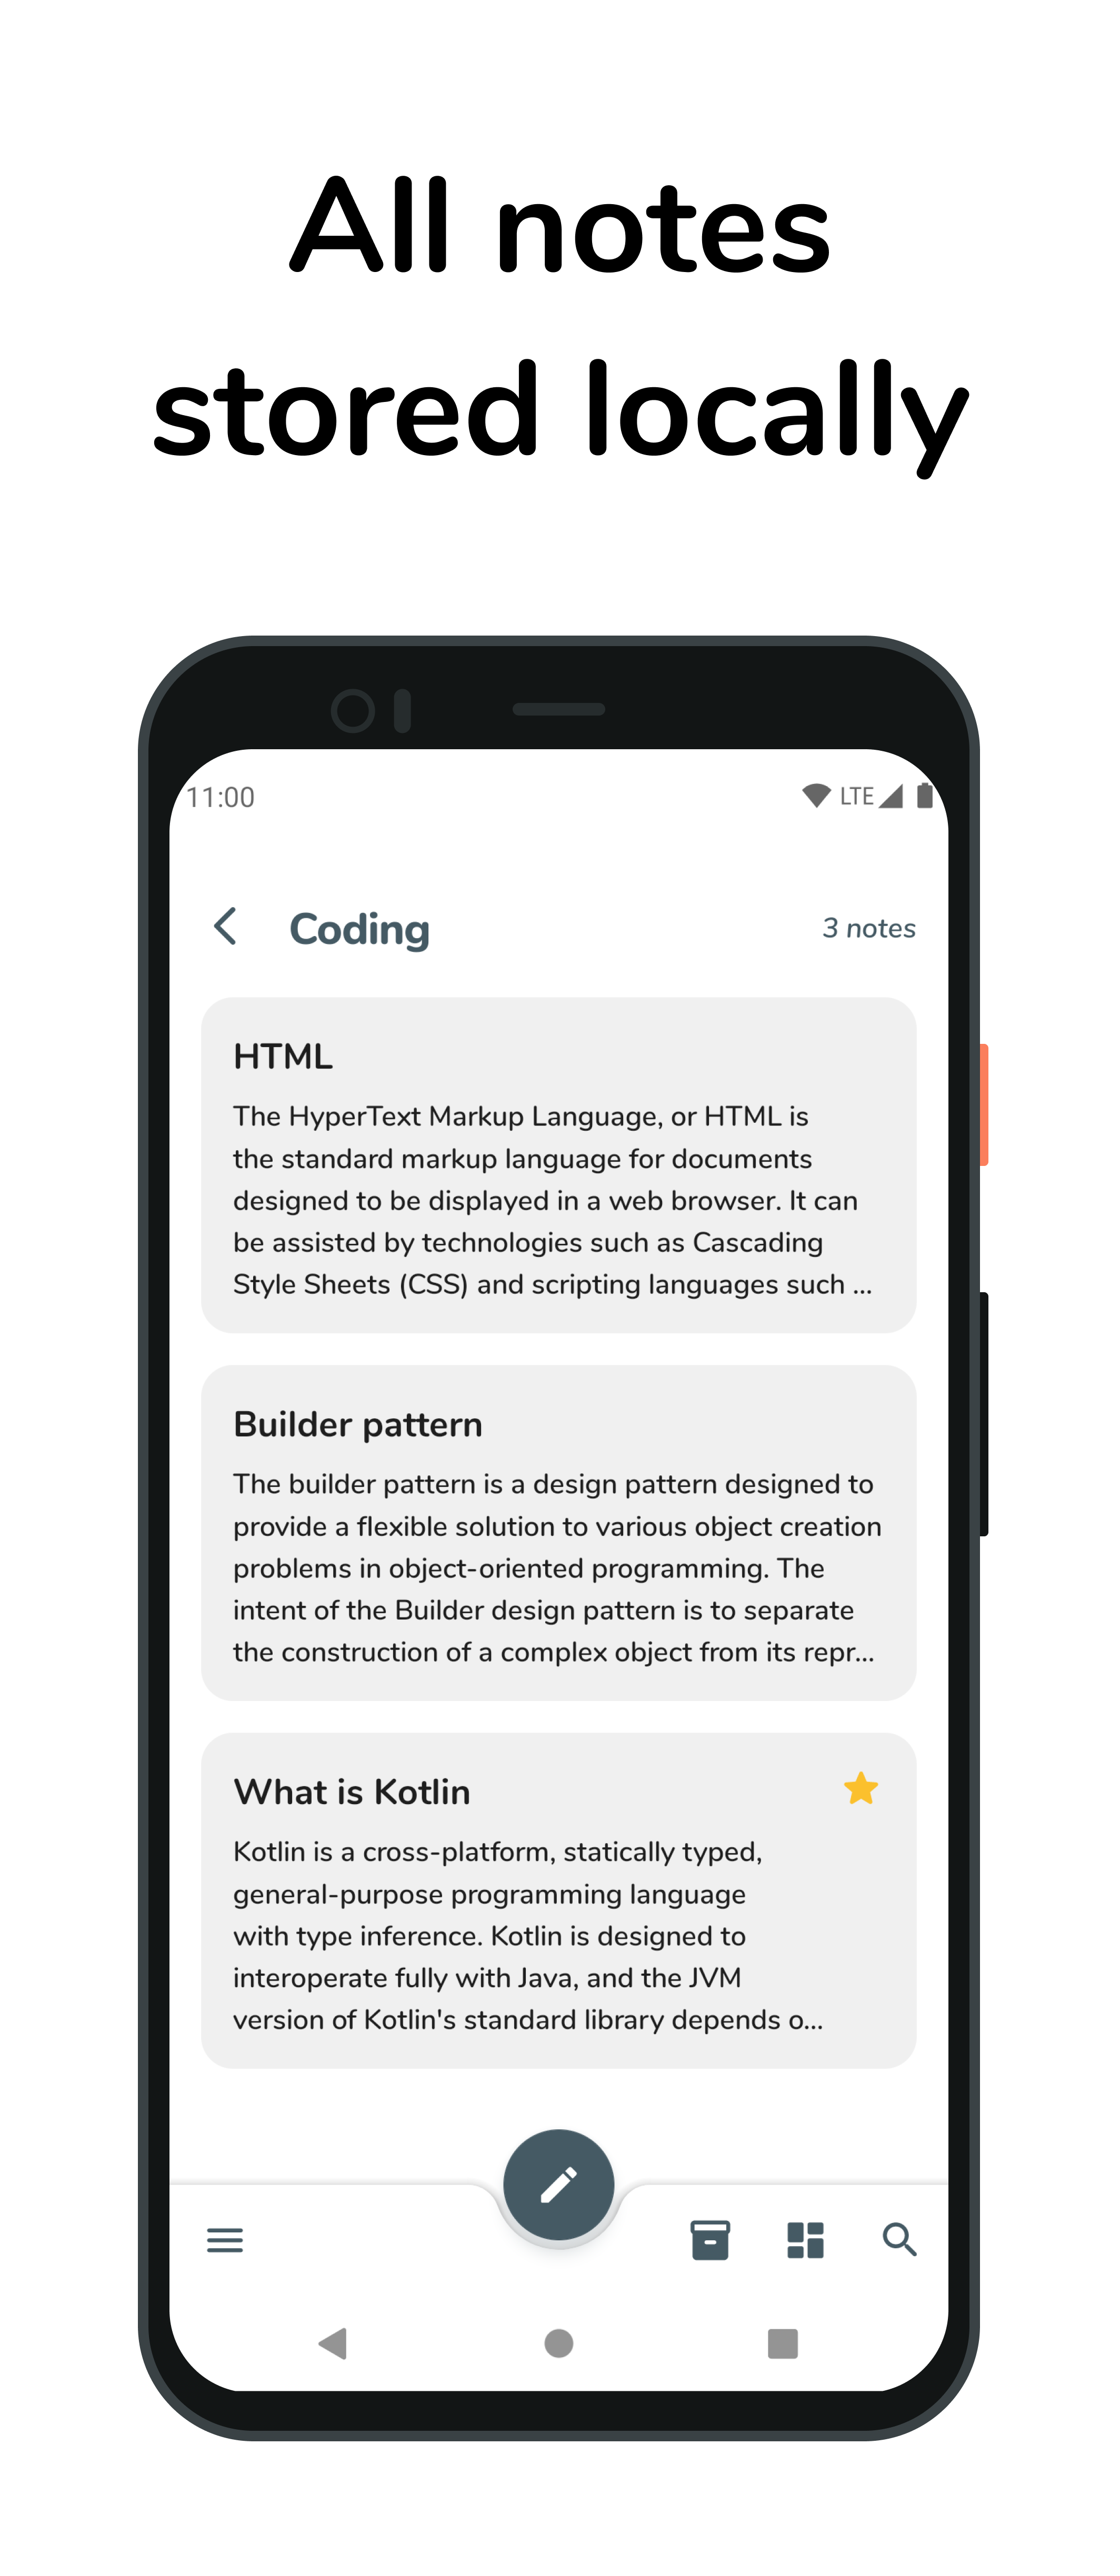 All notes
stored locally
11:00
LTE
Coding
3 notes
HTML
The HyperText Markup Language, or HTML is
the standard markup language for documents
designed to be displayed in a web browser. It can
be assisted by technologies such as Cascading
Style Sheets (CSS) and scripting languages such ...
Builder pattern
The builder pattern is a design pattern designed to
provide a flexible solution to various object creation
problems in object-oriented programming. The
intent of the Builder design pattern is to separate
the construction of a complex object from its repr...
What is Kotlin
Kotlin is a cross-platform, statically typed,
general-purpose programming language
with type inference. Kotlin is designed to
interoperate fully with Java, and the JVM
version of Kotlin's standard library depends o...